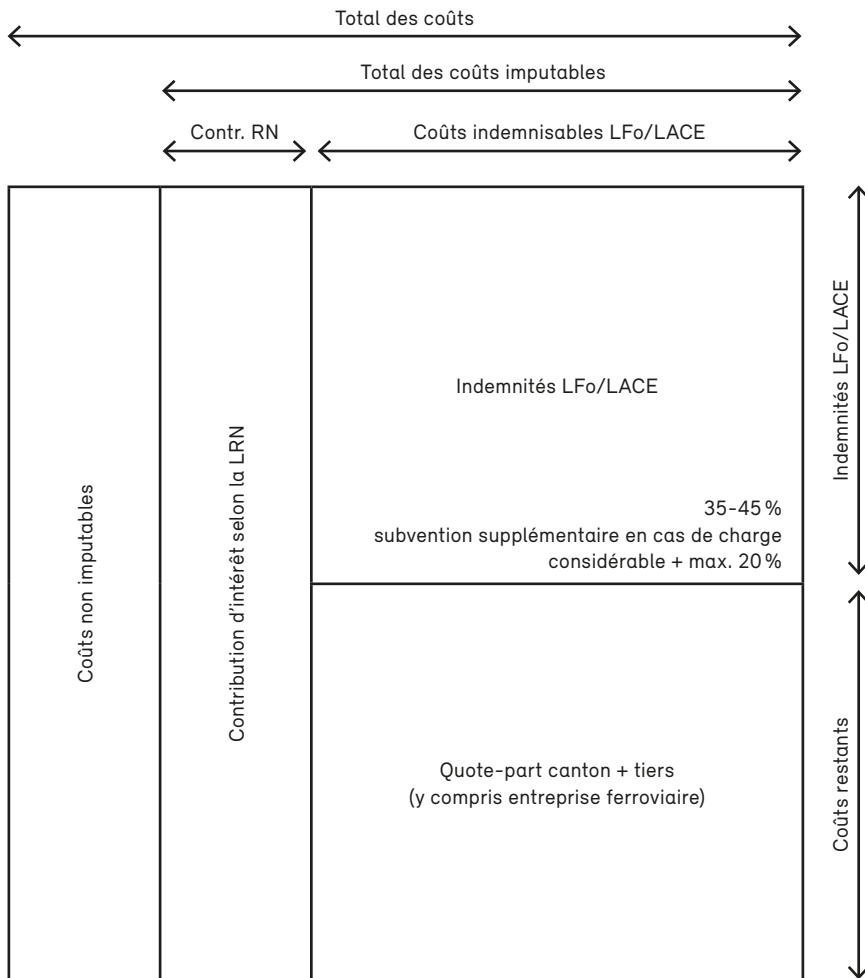 Total des coûts
Total des coûts imputables
Contr. RN
Coûts indemnisables LFo/LACE
Coûts non imputables
Contribution d'intérêt selon la LRN
Indemnités LFo/LACE
35-45 %
subvention supplémentaire en cas de charge
considérable + max. 20 %
Quote-part canton + tiers
(y compris entreprise ferroviaire)
Indemnités LFo/LACE
Coûts restants